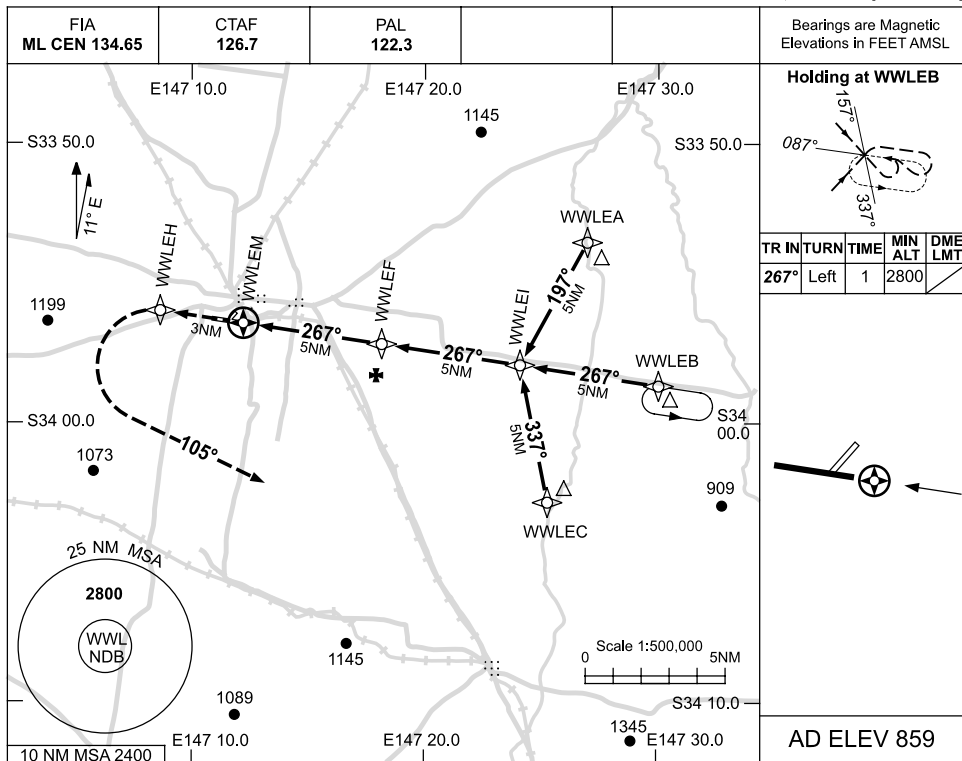 FIA
ML CEN 134.65
CTAF
126.7
PAL
122.3
Bearings are Magnetic
Elevations in FEET AMSL
E147 10.0
E147 20.0
E147 30.0
1145
S33 50.0
S33 50.0
11° E
WWLEH
WWLEM
WWLEF
WWLEI
WWLEA
WWLEB
WWLEC
1199
3NM
267°
5NM
267°
5NM
267°
5NM
197°
5NM
337°
5NM
S34 00.0
S34
00.0
105°
1073
909
25 NM MSA
2800
WWL
NDB
1145
Scale 1:500,000
0
5NM
1089
S34 10.0
1345
10 NM MSA 2400
E147 10.0
E147 20.0
E147 30.0
Holding at WWLEB
157°
087°
337°
TR IN
TURN
TIME
MIN
ALT
DME
LMT
267°
Left
1
2800
AD ELEV 859